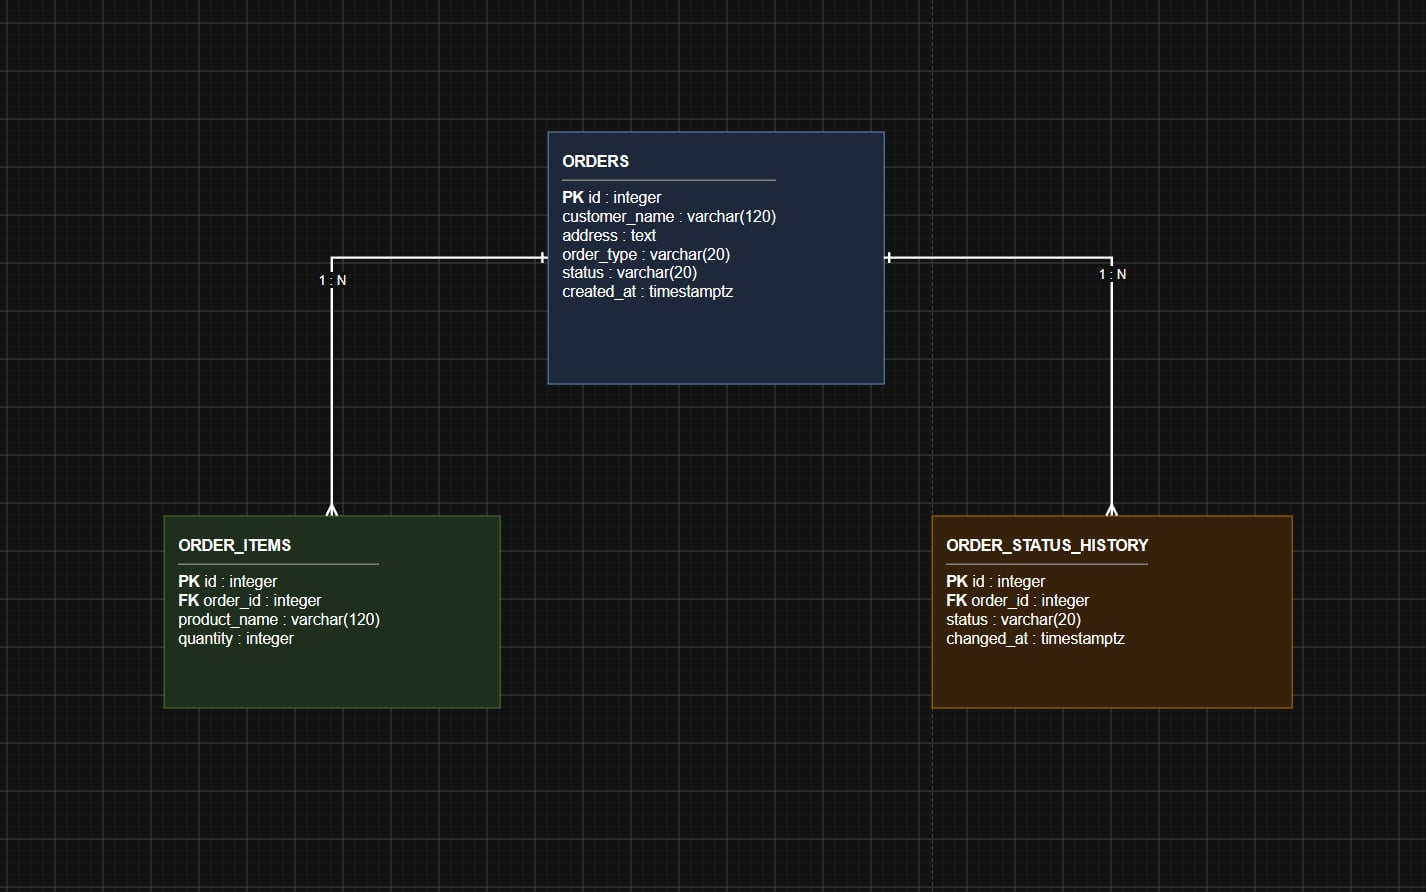 ORDERS
PK id : integer
customer_name : varchar(120)
address : text
order_type : varchar(20)
status : varchar(20)
created_at : timestamptz
1 : N
1 : N
ORDER_ITEMS
PK id : integer
FK order_id : integer
product_name : varchar(120)
quantity : integer
ORDER_STATUS_HISTORY
PK id : integer
FK order_id : integer
status : varchar(20)
changed_at : timestamptz